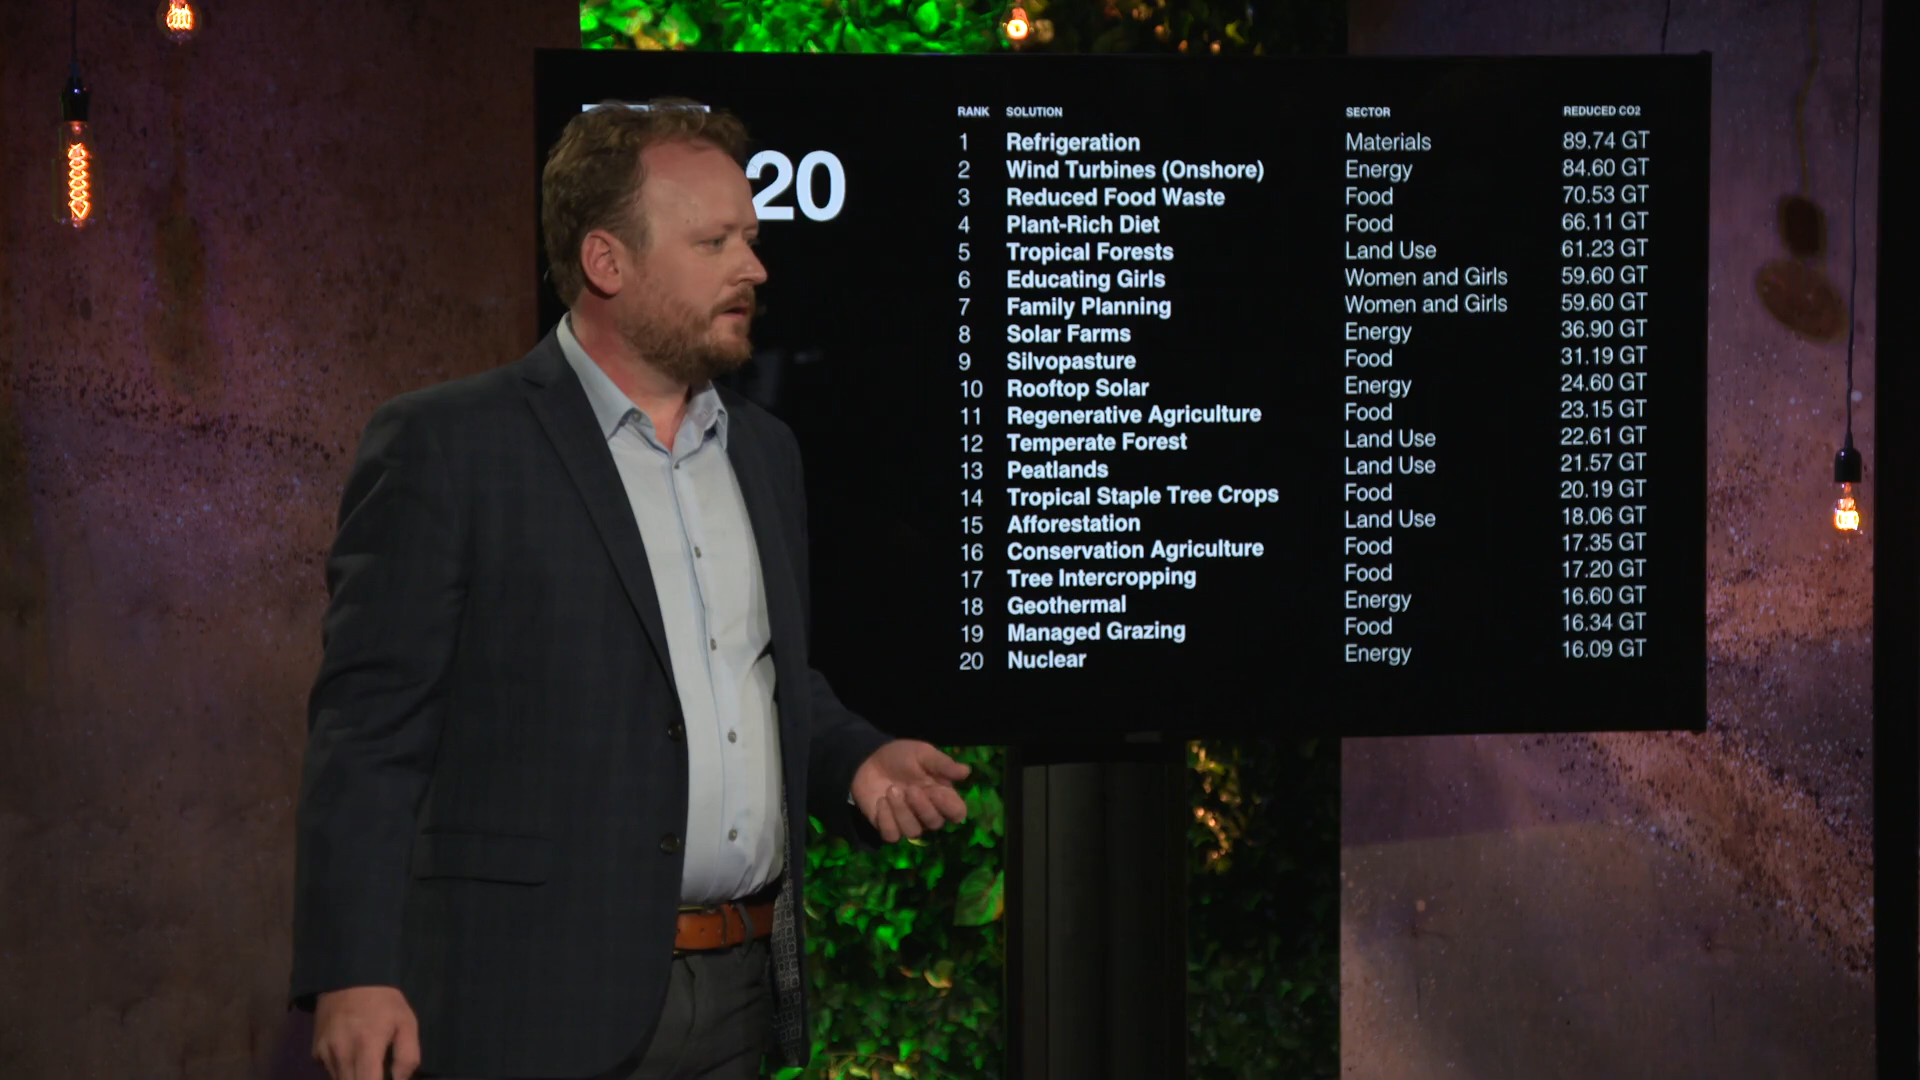 20
RANK SOLUTION SECTOR REDUCED CO2
1 Refrigeration Materials 89.74 GT
2 Wind Turbines (Onshore) Energy 84.60 GT
3 Reduced Food Waste Food 70.53 GT
4 Plant-Rich Diet Food 66.11 GT
5 Tropical Forests Land Use 61.23 GT
6 Educating Girls Women and Girls 59.60 GT
7 Family Planning Women and Girls 59.60 GT
8 Solar Farms Energy 36.90 GT
9 Silvopasture Food 31.19 GT
10 Rooftop Solar Energy 24.60 GT
11 Regenerative Agriculture Food 23.15 GT
12 Temperate Forest Land Use 22.61 GT
13 Peatlands Land Use 21.57 GT
14 Tropical Staple Tree Crops Food 20.19 GT
15 Afforestation Land Use 18.06 GT
16 Conservation Agriculture Food 17.35 GT
17 Tree Intercropping Food 17.20 GT
18 Geothermal Energy 16.60 GT
19 Managed Grazing Food 16.34 GT
20 Nuclear Energy 16.09 GT